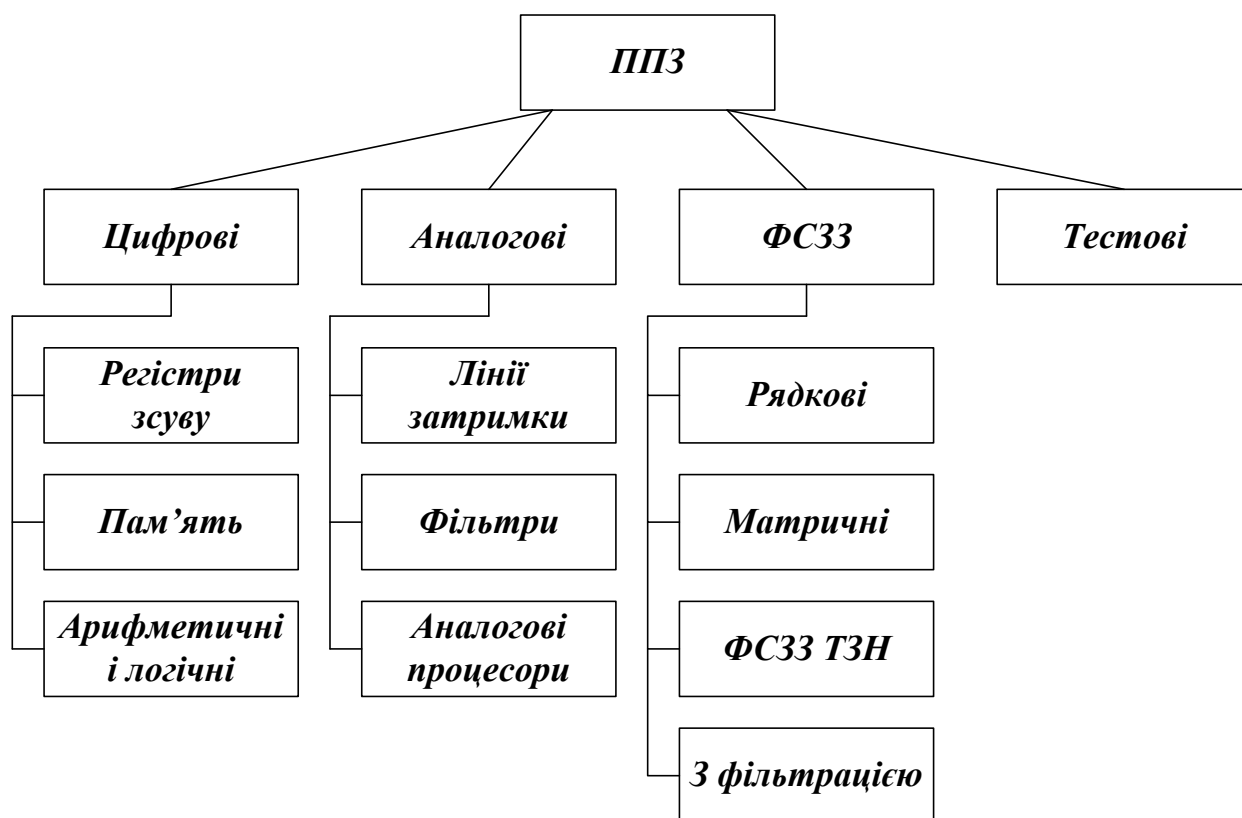 ППЗ
Цифрові
Аналогові
ФСЗЗ
Тестові
Регістри
зсуву
Пам’ять
Арифметичні
і логічні
Лінії
затримки
Фільтри
Аналогові
процесори
Рядкові
Матричні
ФСЗЗ ТЗН
З фільтрацією